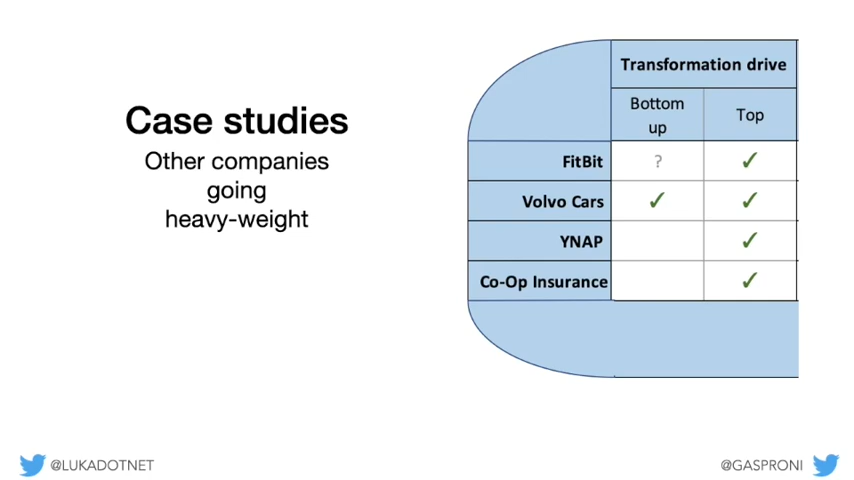 Case studies
Other companies
going
heavy-weight
Transformation drive
Bottom
up
Top
FitBit ? ✓
Volvo Cars ✓ ✓
YNAP ✓
Co-Op Insurance ✓
@LUKADOTNET
@GASPRONI